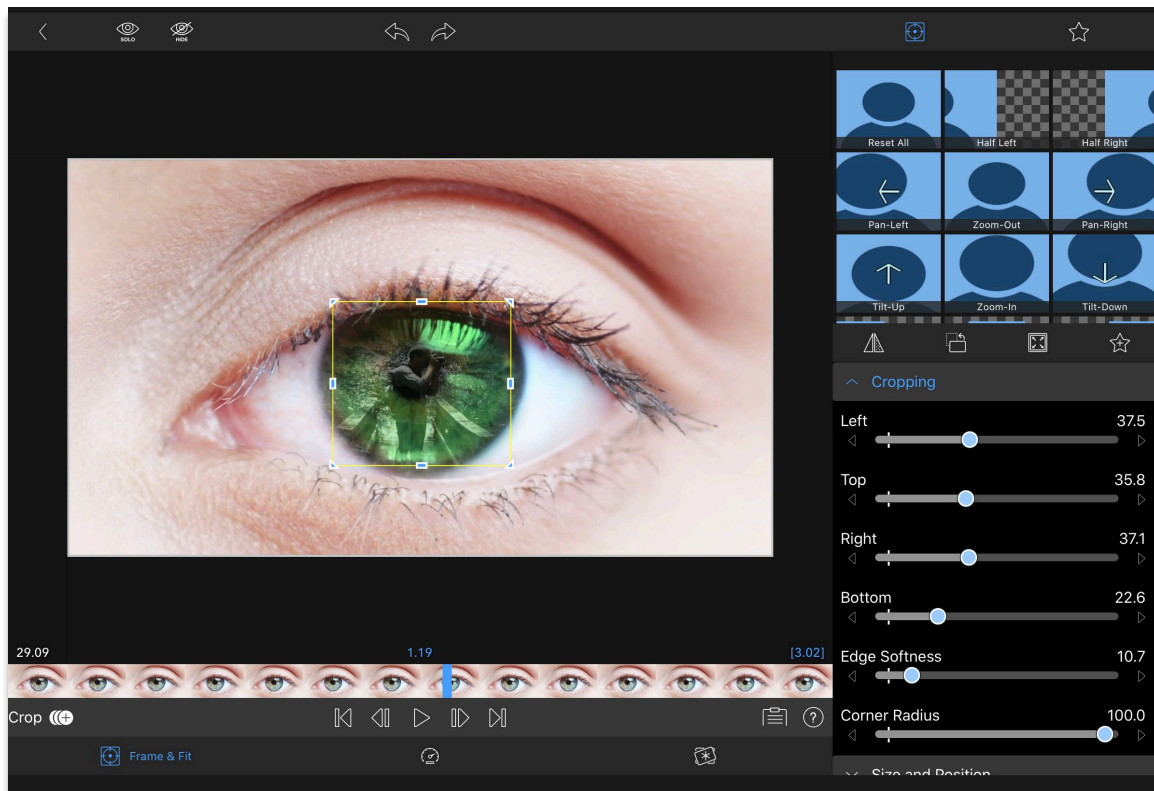 SOLO
HIDE
Reset All
Half Left
Half Right
Pan-Left
Zoom-Out
Pan-Right
Tilt-Up
Zoom-In
Tilt-Down
Cropping
Left 37.5
Top 35.8
Right 37.1
Bottom 22.6
Edge Softness 10.7
Corner Radius 100.0
Size and Position
29.09 1.19 [3.02]
Crop
?
Frame & Fit